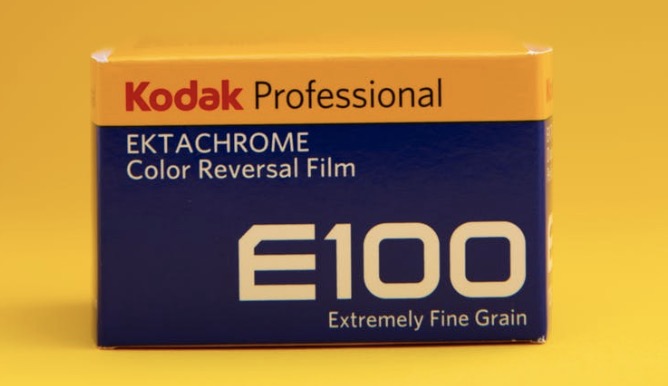 Kodak Professional
EKTACHROME
Color Reversal Film
E100
Extremely Fine Grain